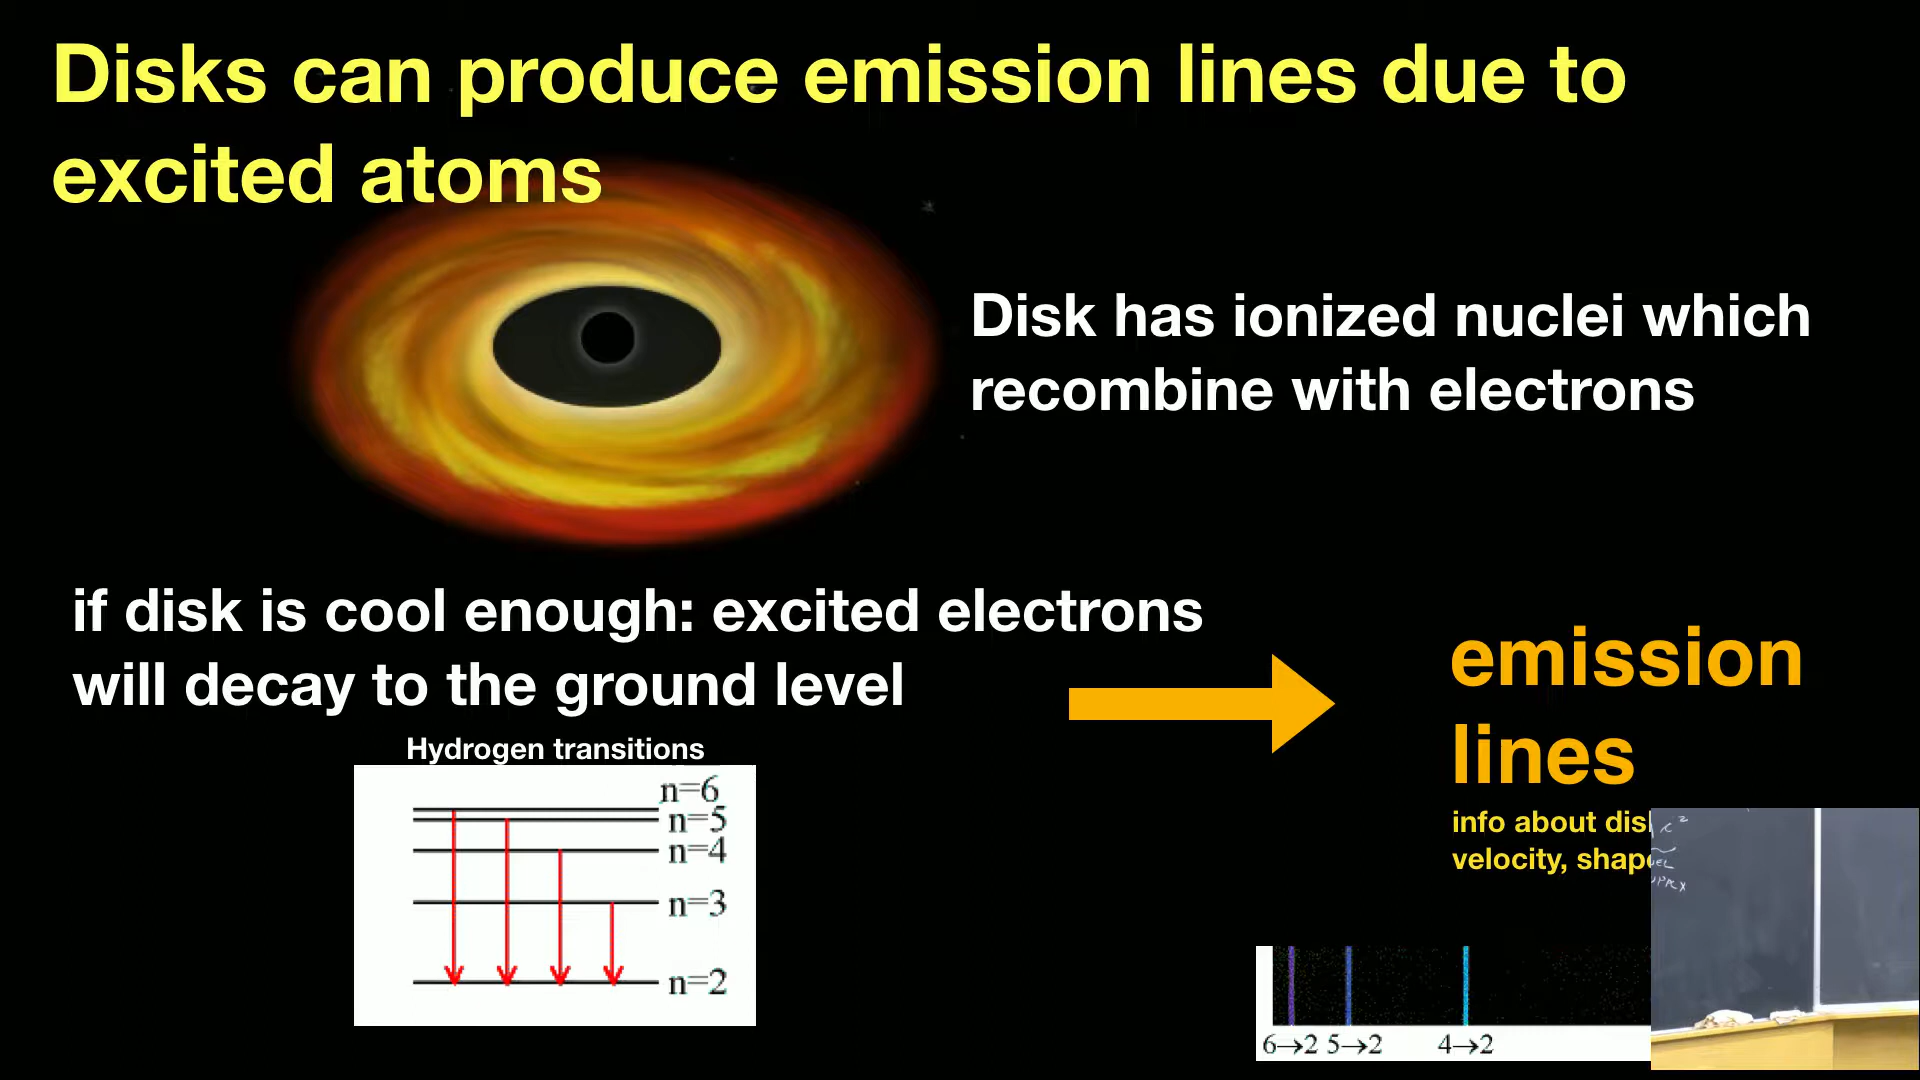 Disks can produce emission lines due to
excited atoms
Disk has ionized nuclei which
recombine with electrons
if disk is cool enough: excited electrons
will decay to the ground level
emission
lines
info about
velocity,
Hydrogen transitions
n=6
n=5
n=4
n=3
n=2
6→2 5→2 4→2